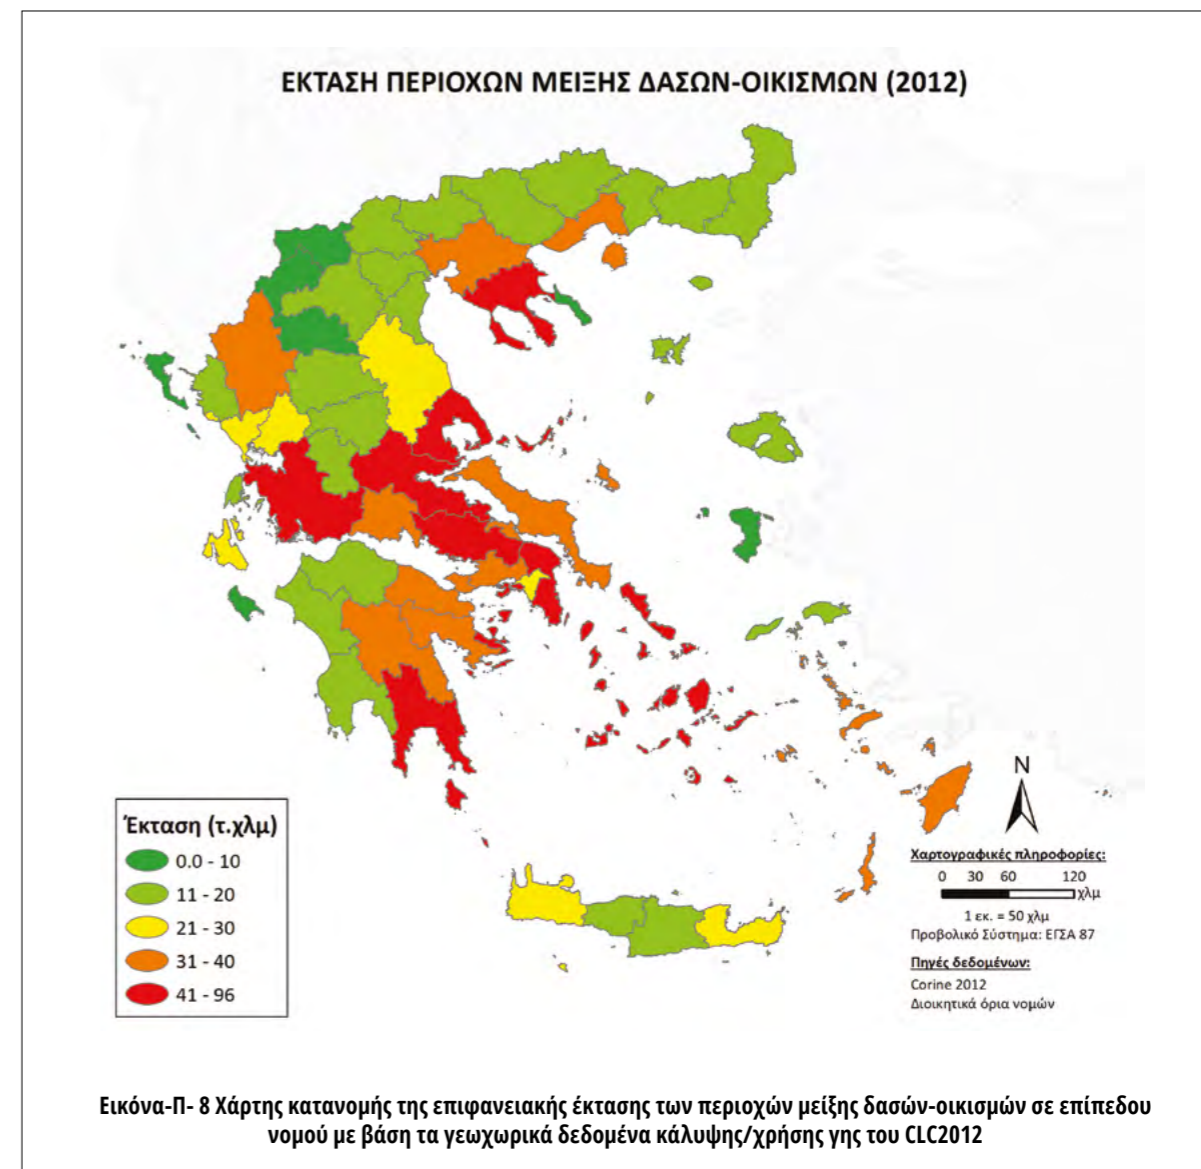 ΕΚΤΑΣΗ ΠΕΡΙΟΧΩΝ ΜΕΙΞΗΣ ΔΑΣΩΝ-ΟΙΚΙΣΜΩΝ (2012)
Έκταση (τ.χλμ)
0.0 - 10
11 - 20
21 - 30
31 - 40
41 - 96
N
Χαρτογραφικές πληροφορίες:
0 30 60 120
χλμ
1 εκ. = 50 χλμ
Προβολικό Σύστημα: ΕΓΣΑ 87
Πηγές δεδομένων:
Corine 2012
Διοικητικά όρια νομών
Εικόνα-Π- 8 Χάρτης κατανομής της επιφανειακής έκτασης των περιοχών μείξης δασών-οικισμών σε επίπεδου
νομού με βάση τα γεωχωρικά δεδομένα κάλυψης/χρήσης γης του CLC2012